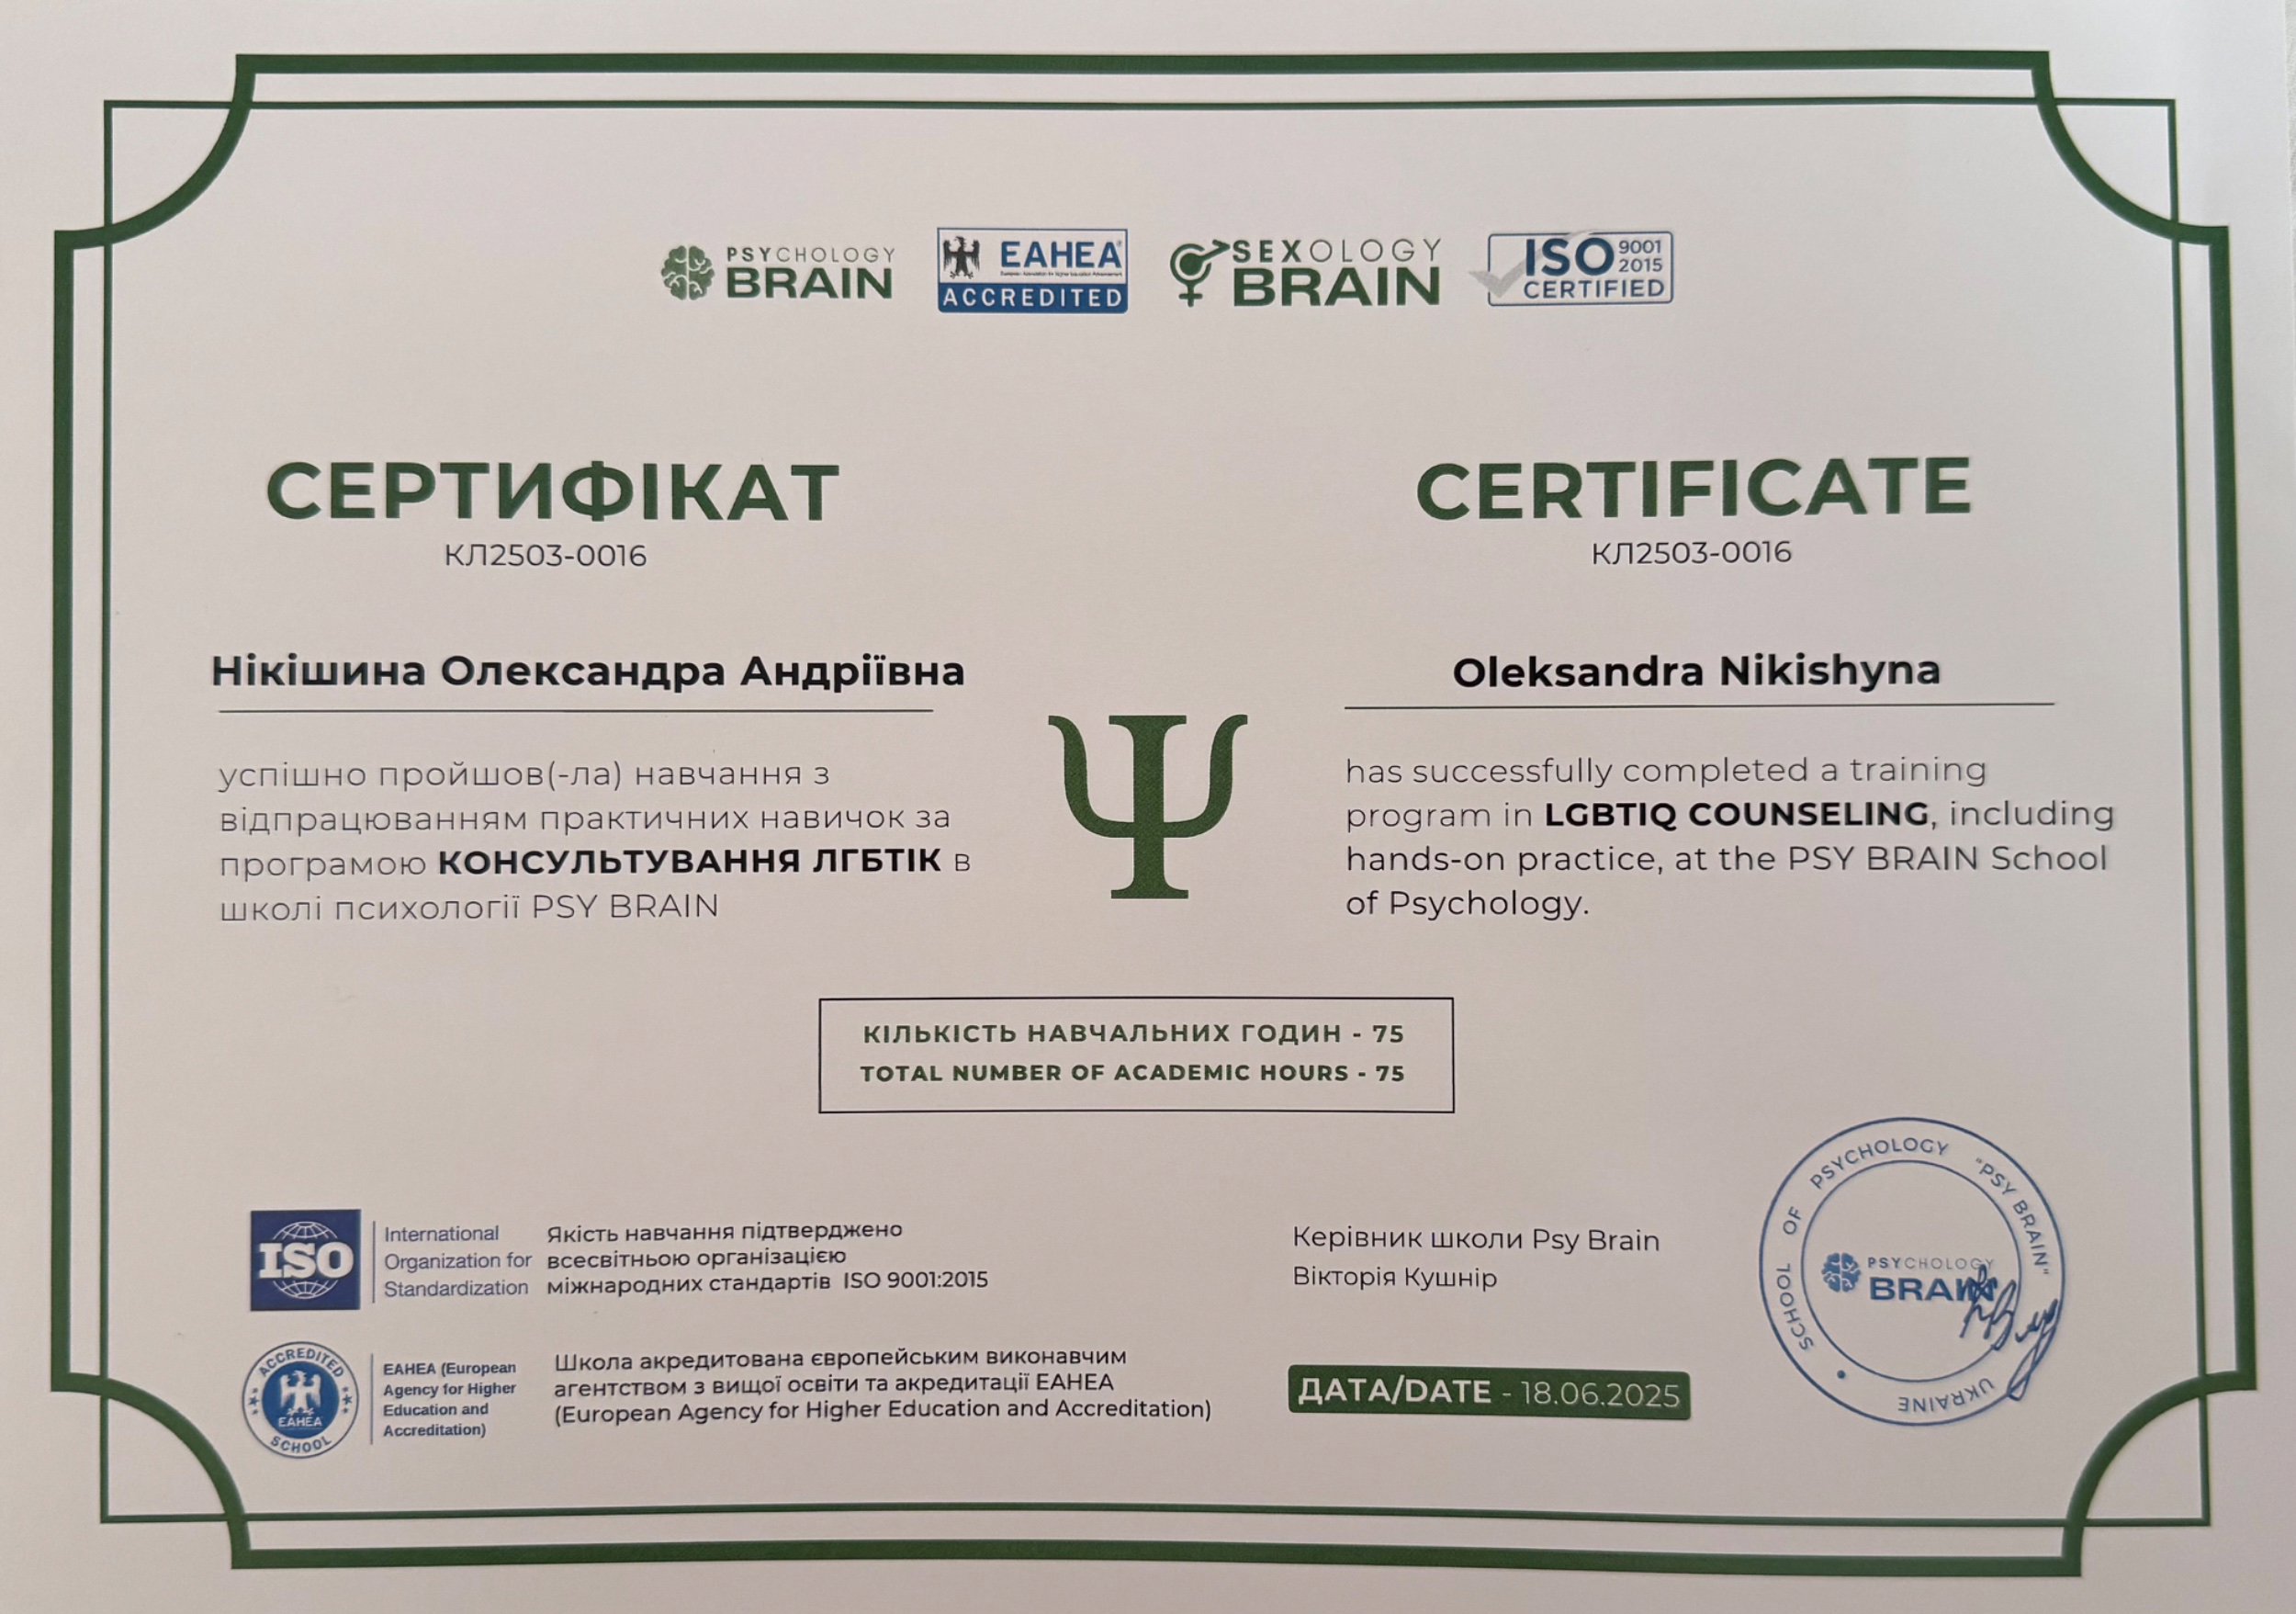 PSYCHOLOGY
BRAIN
EAHEA
ACCREDITED
SEXOLOGY
BRAIN
ISO 9001 2015
CERTIFIED
СЕРТИФІКАТ
КЛ2503-0016
Нікішина Олександра Андріївна
успішно пройшов(-ла) навчання з
відпрацюванням практичних навичок за
програмою КОНСУЛЬТУВАННЯ ЛГБТІК в
школі психології PSY BRAIN
Ψ
CERTIFICATE
КЛ2503-0016
Oleksandra Nikishyna
has successfully completed a training
program in LGBTIQ COUNSELING, including
hands-on practice, at the PSY BRAIN School
of Psychology.
КІЛЬКІСТЬ НАВЧАЛЬНИХ ГОДИН - 75
TOTAL NUMBER OF ACADEMIC HOURS - 75
ISO
International
Organization for
Standardization
Якість навчання підтверджено
всесвітньою організацією
міжнародних стандартів ISO 9001:2015
ACCREDITED
EAHEA
SCHOOL
EAHEA (European
Agency for Higher
Education and
Accreditation)
Школа акредитована європейським виконавчим
агентством з вищої освіти та акредитації EAHEA
(European Agency for Higher Education and Accreditation)
Керівник школи Psy Brain
Вікторія Кушнір
ДАТА/DATE - 18.06.2025
SCHOOL OF PSYCHOLOGY "PSY BRAIN"
UKRAINE
PSYCHOLOGY
BRAIN